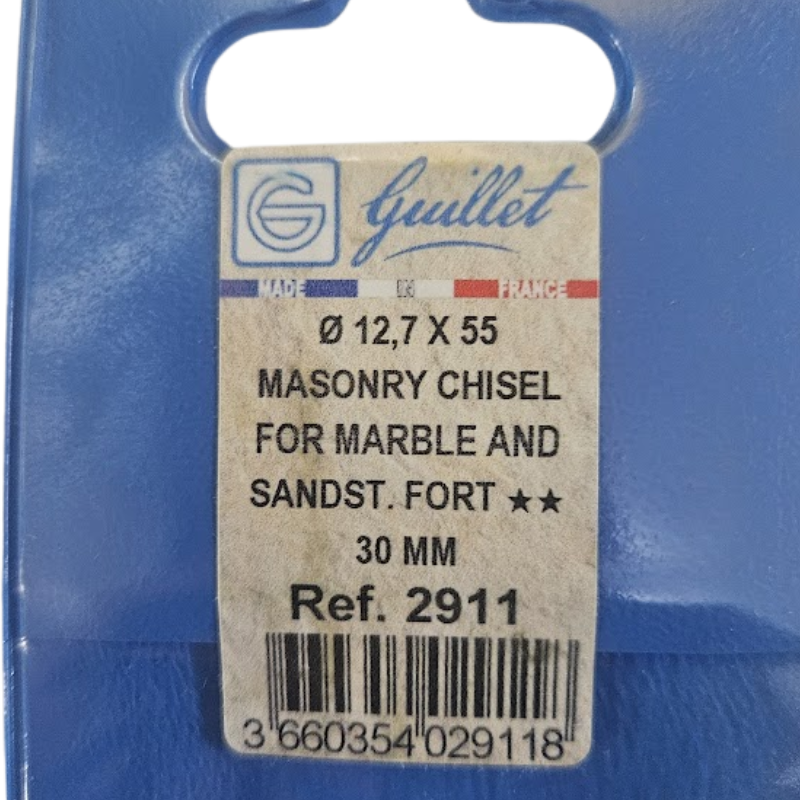 G Guillet
MADE IN FRANCE
Ø 12,7 X 55
MASONRY CHISEL
FOR MARBLE AND
SANDST. FORT ★★
30 MM
Ref. 2911
3 660354 029118